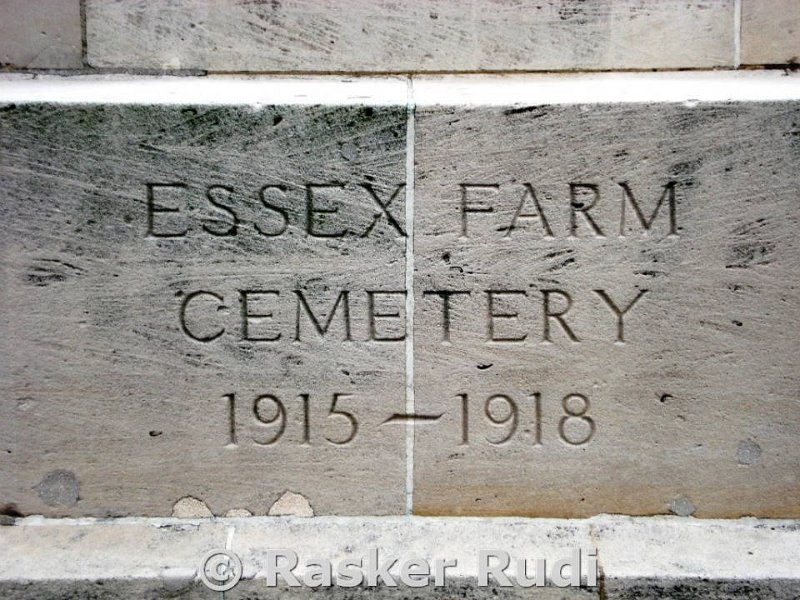 ESSEX FARM
CEMETERY
1915 – 1918
© Rasker Rudi